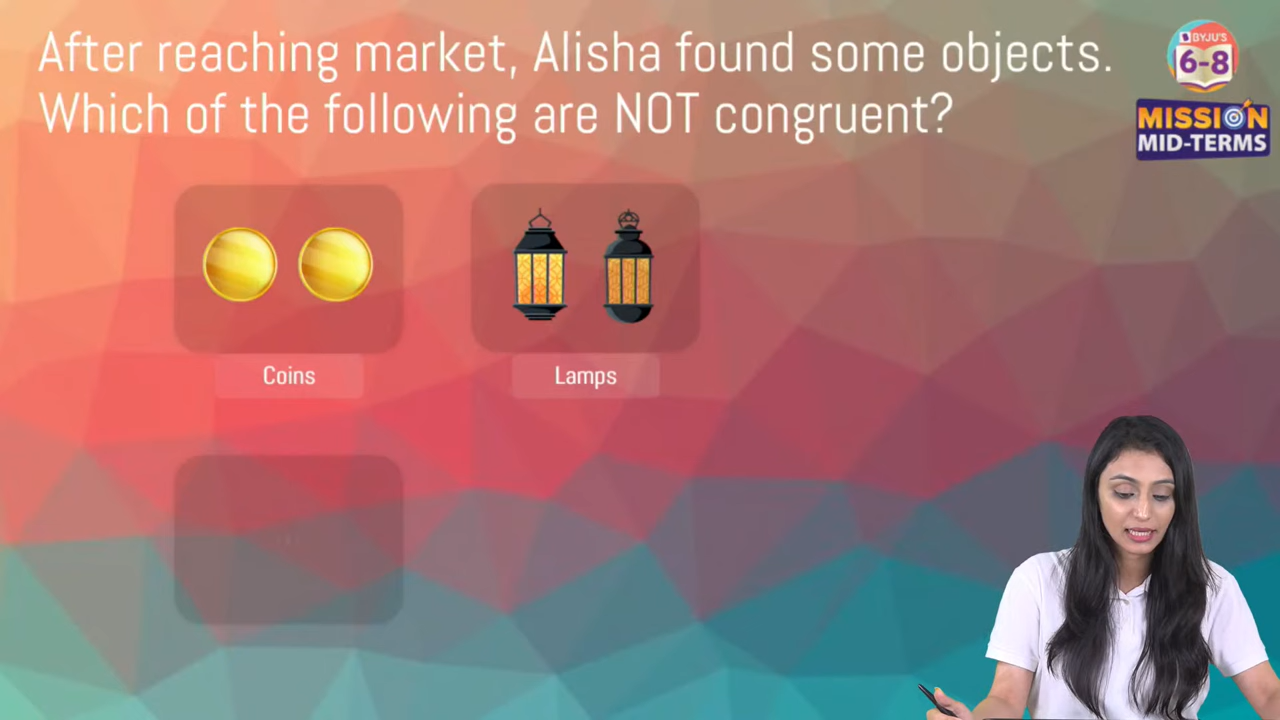 After reaching market, Alisha found some objects.
Which of the following are NOT congruent?
BYJU'S
6-8
MISSION
MID-TERMS
Coins
Lamps